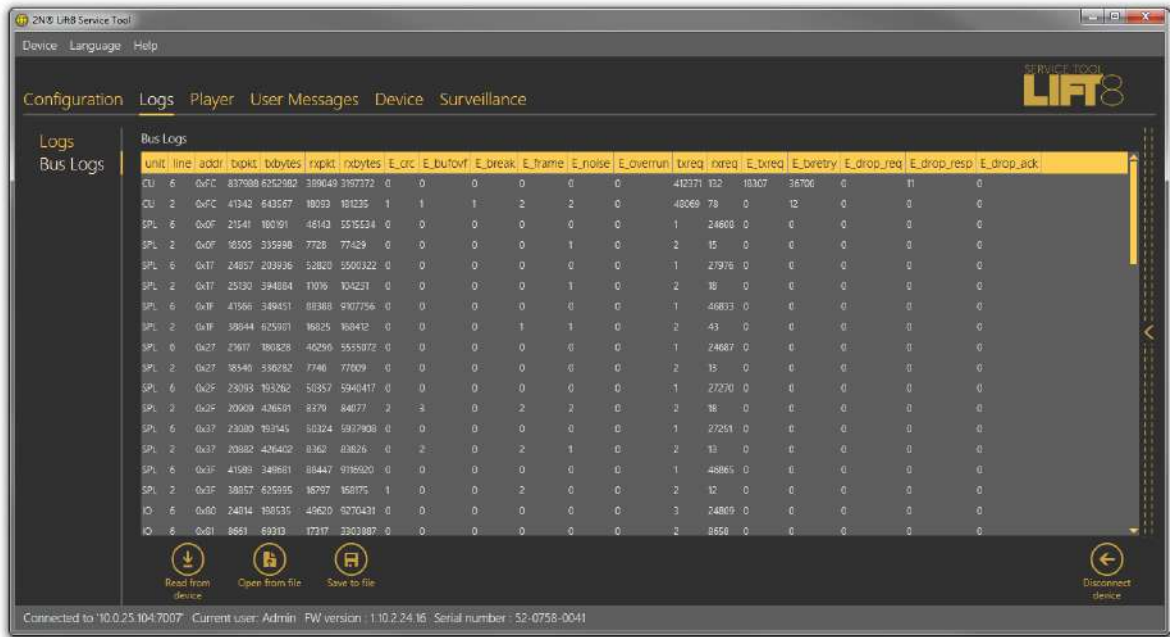 2N® Lift8 Service Tool
Device Language Help
SERVICE TOOL
LIFT8
Configuration Logs Player User Messages Device Surveillance
Logs
Bus Logs
Bus Logs
unit line addr txpkt txbytes rxpkt rxbytes E_crc E_bufovf E_break E_frame E_noise E_overrun txreq rxreq E_txreq E_txretry E_drop_req E_drop_resp E_drop_ack
CU 6 0xFC 837988 6252982 389049 3197372 0 0 0 0 0 0 412371 132 18307 36700 0 11 0
CU 2 0xFC 41342 643567 18093 181235 1 1 1 2 2 0 48069 78 0 12 0 0 0
SPL 6 0x0F 21541 180191 46143 5515534 0 0 0 0 0 0 1 24608 0 0 0 0 0
SPL 2 0x0F 18505 335998 7728 77429 0 0 0 0 1 0 2 15 0 0 0 0 0
SPL 6 0x17 24857 203936 52820 5500322 0 0 0 0 0 0 1 27976 0 0 0 0 0
SPL 2 0x17 25130 394884 11016 104231 0 0 0 0 1 0 2 18 0 0 0 0 0
SPL 6 0x1F 41566 349451 88388 9107756 0 0 0 0 0 0 1 46833 0 0 0 0 0
SPL 2 0x1F 38844 625901 16825 168412 0 0 0 1 1 0 2 43 0 0 0 0 0
SPL 6 0x27 21617 180828 46296 5535072 0 0 0 0 0 0 1 24687 0 0 0 0 0
SPL 2 0x27 18546 336282 7746 77609 0 0 0 0 0 0 2 13 0 0 0 0 0
SPL 6 0x2F 23093 193262 50357 5940417 0 0 0 0 0 0 1 27270 0 0 0 0 0
SPL 2 0x2F 20909 426501 8379 84077 2 3 0 2 2 0 2 18 0 0 0 0 0
SPL 6 0x37 23080 193145 50324 5937908 0 0 0 0 0 0 1 27251 0 0 0 0 0
SPL 2 0x37 20882 426402 8362 83826 0 2 0 2 1 0 2 13 0 0 0 0 0
SPL 6 0x3F 41589 349681 88447 9116920 0 0 0 0 0 0 1 46865 0 0 0 0 0
SPL 2 0x3F 38857 625995 16797 168175 1 0 0 2 0 0 2 12 0 0 0 0 0
IO 6 0x80 24814 198535 49620 9270431 0 0 0 0 0 0 3 24809 0 0 0 0 0
IO 6 0x81 8661 69313 17317 3303887 0 0 0 0 0 0 2 8658 0 0 0 0 0
Read from device
Open from file
Save to file
Disconnect device
Connected to '10.0.25.104:7007' Current user: Admin FW version : 1.10.2.24.16 Serial number : 52-0758-0041